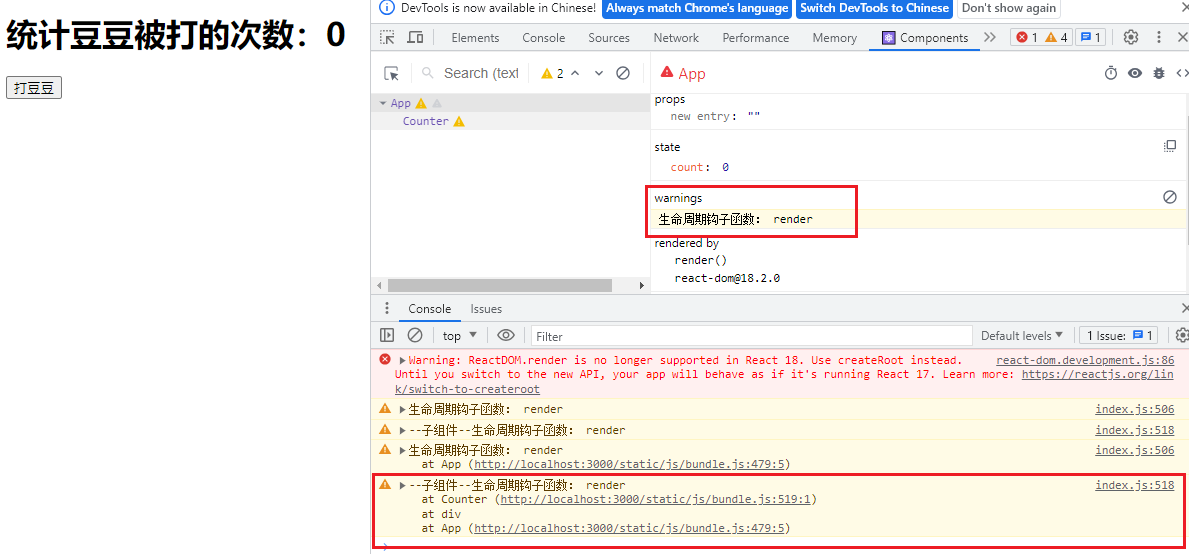 统计豆豆被打的次数：0
打豆豆
DevTools is now available in Chinese!
Always match Chrome's language
Switch DevTools to Chinese
Don't show again
Elements
Console
Sources
Network
Performance
Memory
Components
1
4
1
Search (text
2
App
App
Counter
props
new entry: ""
state
count: 0
warnings
生命周期钩子函数： render
rendered by
render()
react-dom@18.2.0
Console
Issues
top
Filter
Default levels
1 Issue: 1
Warning: ReactDOM.render is no longer supported in React 18. Use createRoot instead. react-dom.development.js:86
Until you switch to the new API, your app will behave as if it's running React 17. Learn more: https://reactjs.org/lin
k/switch-to-createroot
生命周期钩子函数： render index.js:506
--子组件--生命周期钩子函数： render index.js:518
生命周期钩子函数： render index.js:506
at App (http://localhost:3000/static/js/bundle.js:479:5)
--子组件--生命周期钩子函数： render index.js:518
at Counter (http://localhost:3000/static/js/bundle.js:519:1)
at div
at App (http://localhost:3000/static/js/bundle.js:479:5)